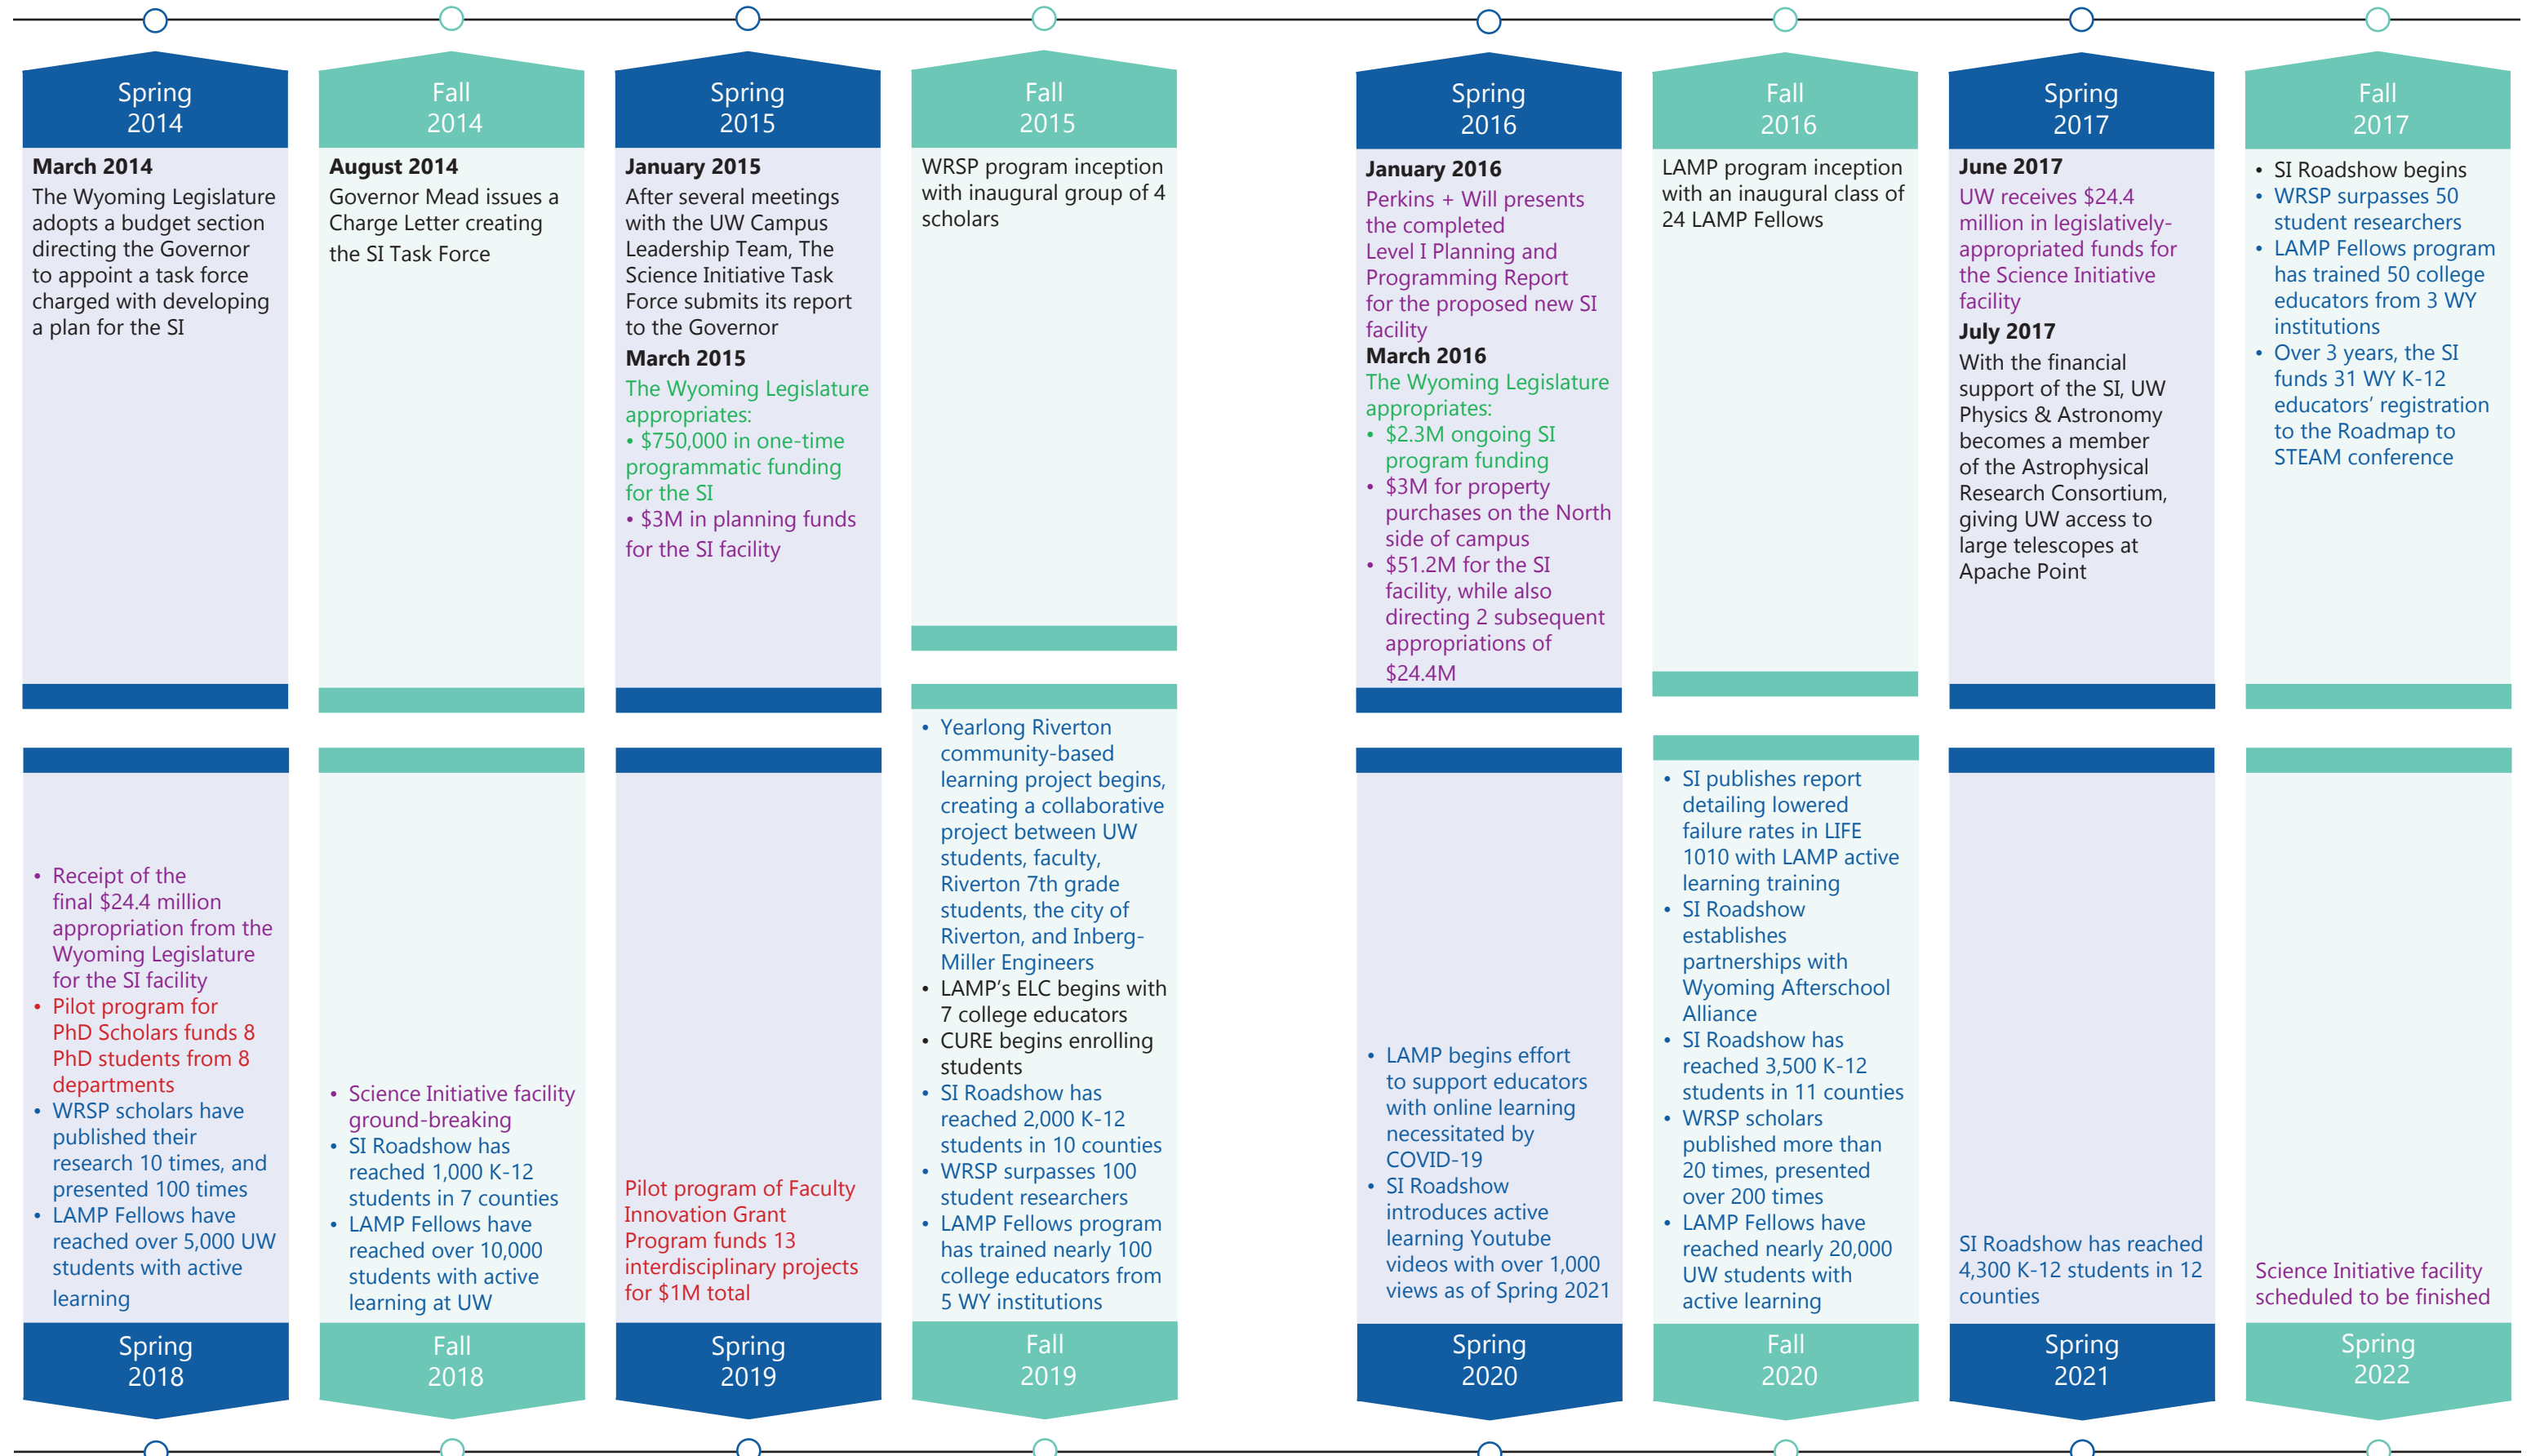 Spring
2014
March 2014
The Wyoming Legislature
adopts a budget section
directing the Governor
to appoint a task force
charged with developing
a plan for the SI
Fall
2014
August 2014
Governor Mead issues a
Charge Letter creating
the SI Task Force
Spring
2015
January 2015
After several meetings
with the UW Campus
Leadership Team, The
Science Initiative Task
Force submits its report
to the Governor
March 2015
The Wyoming Legislature
appropriates:
• $750,000 in one-time
programmatic funding
for the SI
• $3M in planning funds
for the SI facility
Fall
2015
WRSP program inception
with inaugural group of 4
scholars
Spring
2016
January 2016
Perkins + Will presents
the completed
Level I Planning and
Programming Report
for the proposed new SI
facility
March 2016
The Wyoming Legislature
appropriates:
• $2.3M ongoing SI
program funding
• $3M for property
purchases on the North
side of campus
• $51.2M for the SI
facility, while also
directing 2 subsequent
appropriations of
$24.4M
Fall
2016
LAMP program inception
with an inaugural class of
24 LAMP Fellows
Spring
2017
June 2017
UW receives $24.4
million in legislatively-
appropriated funds for
the Science Initiative
facility
July 2017
With the financial
support of the SI, UW
Physics & Astronomy
becomes a member
of the Astrophysical
Research Consortium,
giving UW access to
large telescopes at
Apache Point
Fall
2017
• SI Roadshow begins
• WRSP surpasses 50
student researchers
• LAMP Fellows program
has trained 50 college
educators from 3 WY
institutions
• Over 3 years, the SI
funds 31 WY K-12
educators’ registration
to the Roadmap to
STEAM conference
• Receipt of the
final $24.4 million
appropriation from the
Wyoming Legislature
for the SI facility
• Pilot program for
PhD Scholars funds 8
PhD students from 8
departments
• WRSP scholars have
published their
research 10 times, and
presented 100 times
• LAMP Fellows have
reached over 5,000 UW
students with active
learning
Spring
2018
• Science Initiative facility
ground-breaking
• SI Roadshow has
reached 1,000 K-12
students in 7 counties
• LAMP Fellows have
reached over 10,000
students with active
learning at UW
Fall
2018
Pilot program of Faculty
Innovation Grant
Program funds 13
interdisciplinary projects
for $1M total
Spring
2019
• Yearlong Riverton
community-based
learning project begins,
creating a collaborative
project between UW
students, faculty,
Riverton 7th grade
students, the city of
Riverton, and Inberg-
Miller Engineers
• LAMP’s ELC begins with
7 college educators
• CURE begins enrolling
students
• SI Roadshow has
reached 2,000 K-12
students in 10 counties
• WRSP surpasses 100
student researchers
• LAMP Fellows program
has trained nearly 100
college educators from
5 WY institutions
Fall
2019
• LAMP begins effort
to support educators
with online learning
necessitated by
COVID-19
• SI Roadshow
introduces active
learning Youtube
videos with over 1,000
views as of Spring 2021
Spring
2020
• SI publishes report
detailing lowered
failure rates in LIFE
1010 with LAMP active
learning training
• SI Roadshow
establishes
partnerships with
Wyoming Afterschool
Alliance
• SI Roadshow has
reached 3,500 K-12
students in 11 counties
• WRSP scholars
published more than
20 times, presented
over 200 times
• LAMP Fellows have
reached nearly 20,000
UW students with
active learning
Fall
2020
SI Roadshow has reached
4,300 K-12 students in 12
counties
Spring
2021
Science Initiative facility
scheduled to be finished
Spring
2022